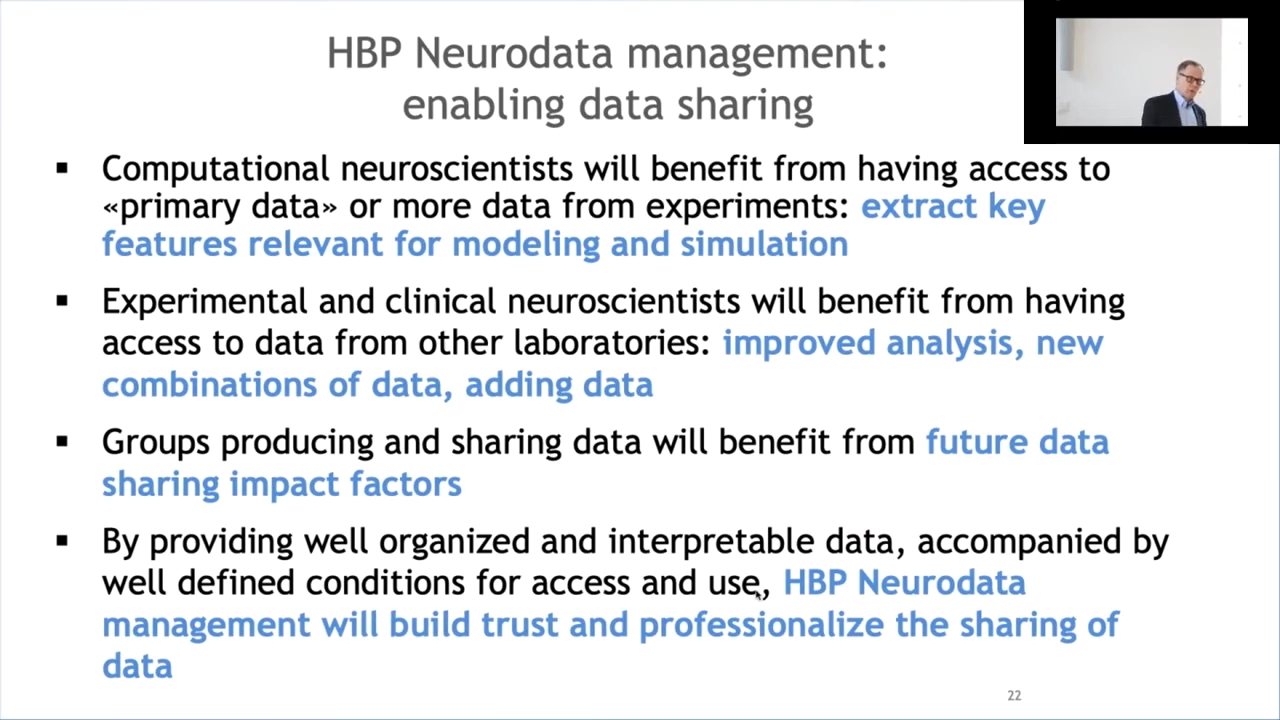 HBP Neurodata management:
enabling data sharing
▪ Computational neuroscientists will benefit from having access to
«primary data» or more data from experiments: extract key
features relevant for modeling and simulation
▪ Experimental and clinical neuroscientists will benefit from having
access to data from other laboratories: improved analysis, new
combinations of data, adding data
▪ Groups producing and sharing data will benefit from future data
sharing impact factors
▪ By providing well organized and interpretable data, accompanied by
well defined conditions for access and use, HBP Neurodata
management will build trust and professionalize the sharing of
data
22